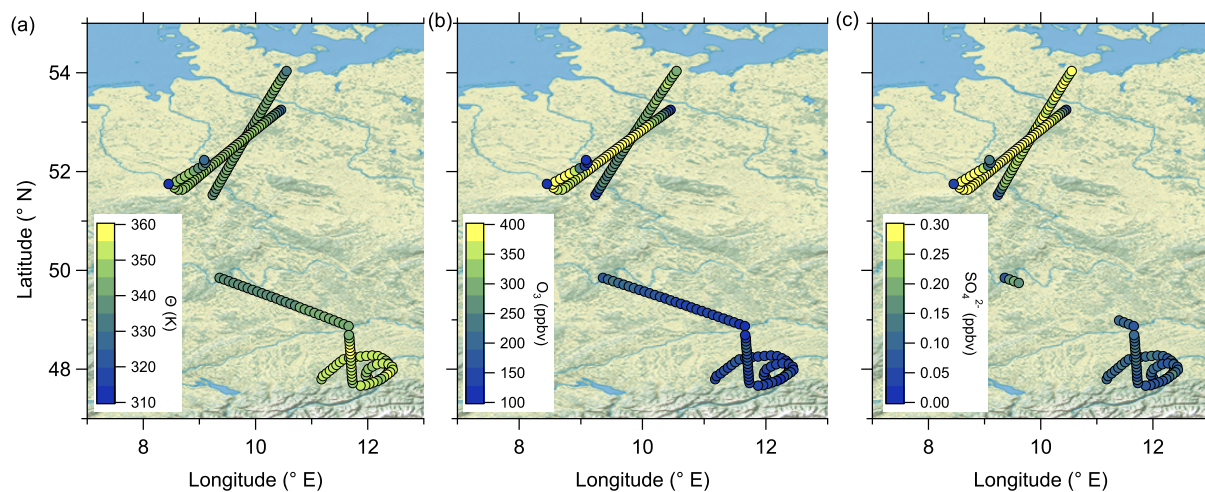 (a)
(b)
(c)
54
52
50
48
Latitude (° N)
360
350
340
330
320
310
Θ (K)
400
350
300
250
200
150
100
O₃ (ppbv)
0.30
0.25
0.20
0.15
0.10
0.05
0.00
SO₄²⁻ (ppbv)
8 10 12
8 10 12
8 10 12
Longitude (° E)
Longitude (° E)
Longitude (° E)